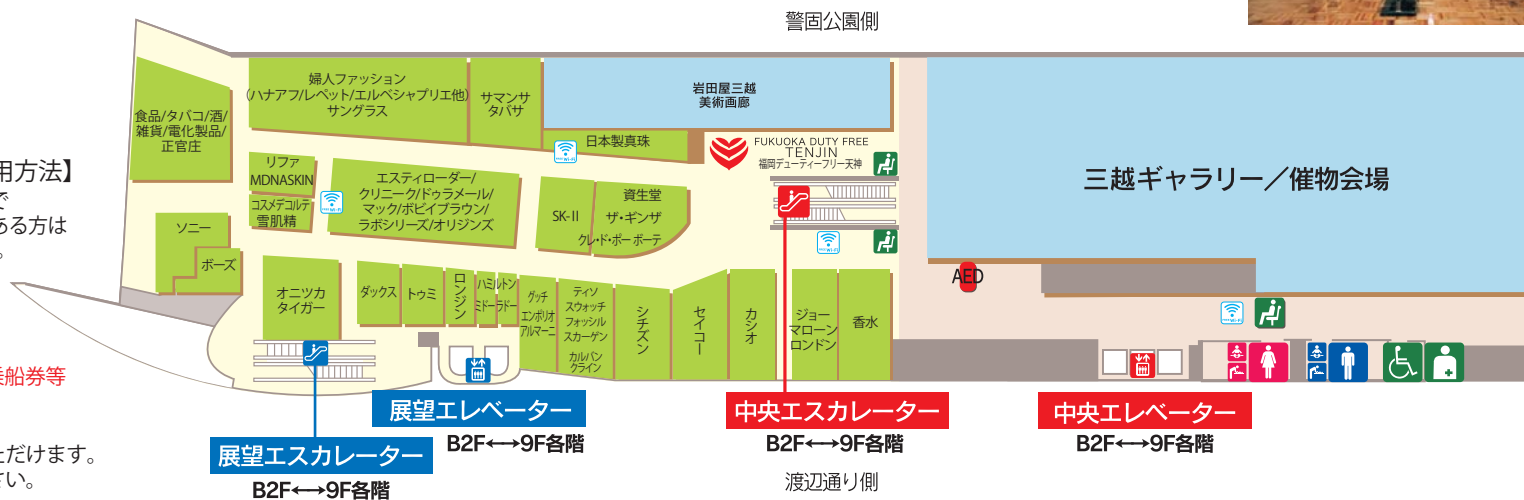 警固公園側
婦人ファッション
(ハナアフ/レペット/エルベシャプリエ他)
サングラス
サマンサ
タバサ
岩田屋三越
美術画廊
食品/タバコ/酒/
雑貨/電化製品/
正官庄
日本製真珠
FUKUOKA DUTY FREE
TENJIN
福岡デューティーフリー天神
三越ギャラリー／催物会場
用方法】
で
ある方は
。
リファ
MDNASKIN
コスメデコルテ
雪肌精
エスティローダー/
クリニーク/ドゥラメール/
マック/ボビイブラウン/
ラボシリーズ/オリジンズ
SK-II
資生堂
ザ・ギンザ
クレ・ド・ポー ボーテ
ソニー
ボーズ
オニツカ
タイガー
ダックス
トゥミ
ロンジン
ハミルトン
ミドー
ラドー
グッチ
エンポリオ
アルマーニ
ティソ
スウォッチ
フォッシル
スカーゲン
カルバン
クライン
シチズン
セイコー
カシオ
ジョー
マローン
ロンドン
香水
AED
乗船券等
展望エレベーター
B2F⟷9F各階
中央エスカレーター
B2F⟷9F各階
中央エレベーター
B2F⟷9F各階
展望エスカレーター
B2F⟷9F各階
ただけます。
さい。
渡辺通り側